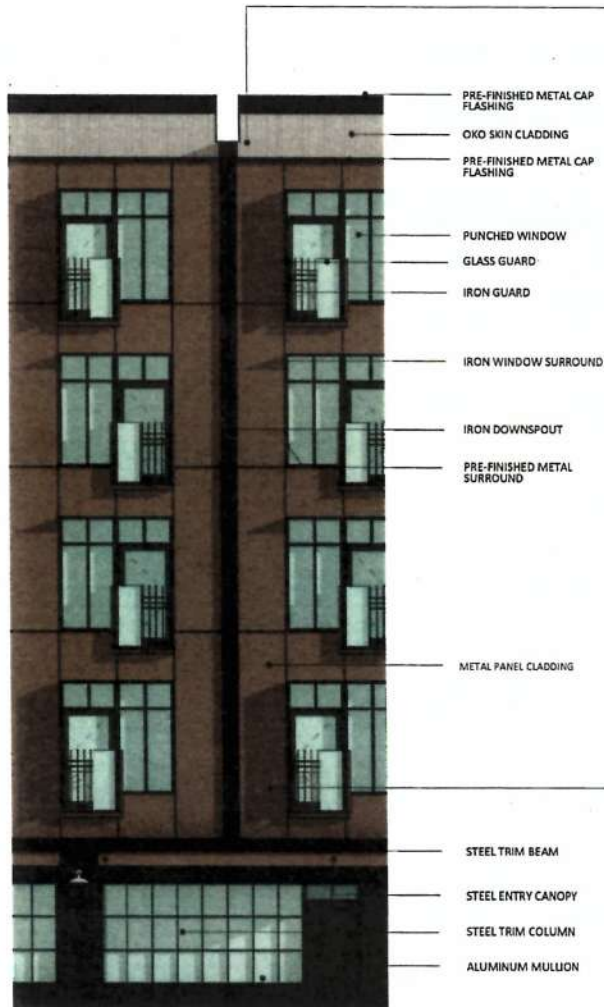 PRE-FINISHED METAL CAP
FLASHING
OKO SKIN CLADDING
PRE-FINISHED METAL CAP
FLASHING
PUNCHED WINDOW
GLASS GUARD
IRON GUARD
IRON WINDOW SURROUND
IRON DOWNSPOUT
PRE-FINISHED METAL
SURROUND
METAL PANEL CLADDING
STEEL TRIM BEAM
STEEL ENTRY CANOPY
STEEL TRIM COLUMN
ALUMINUM MULLION